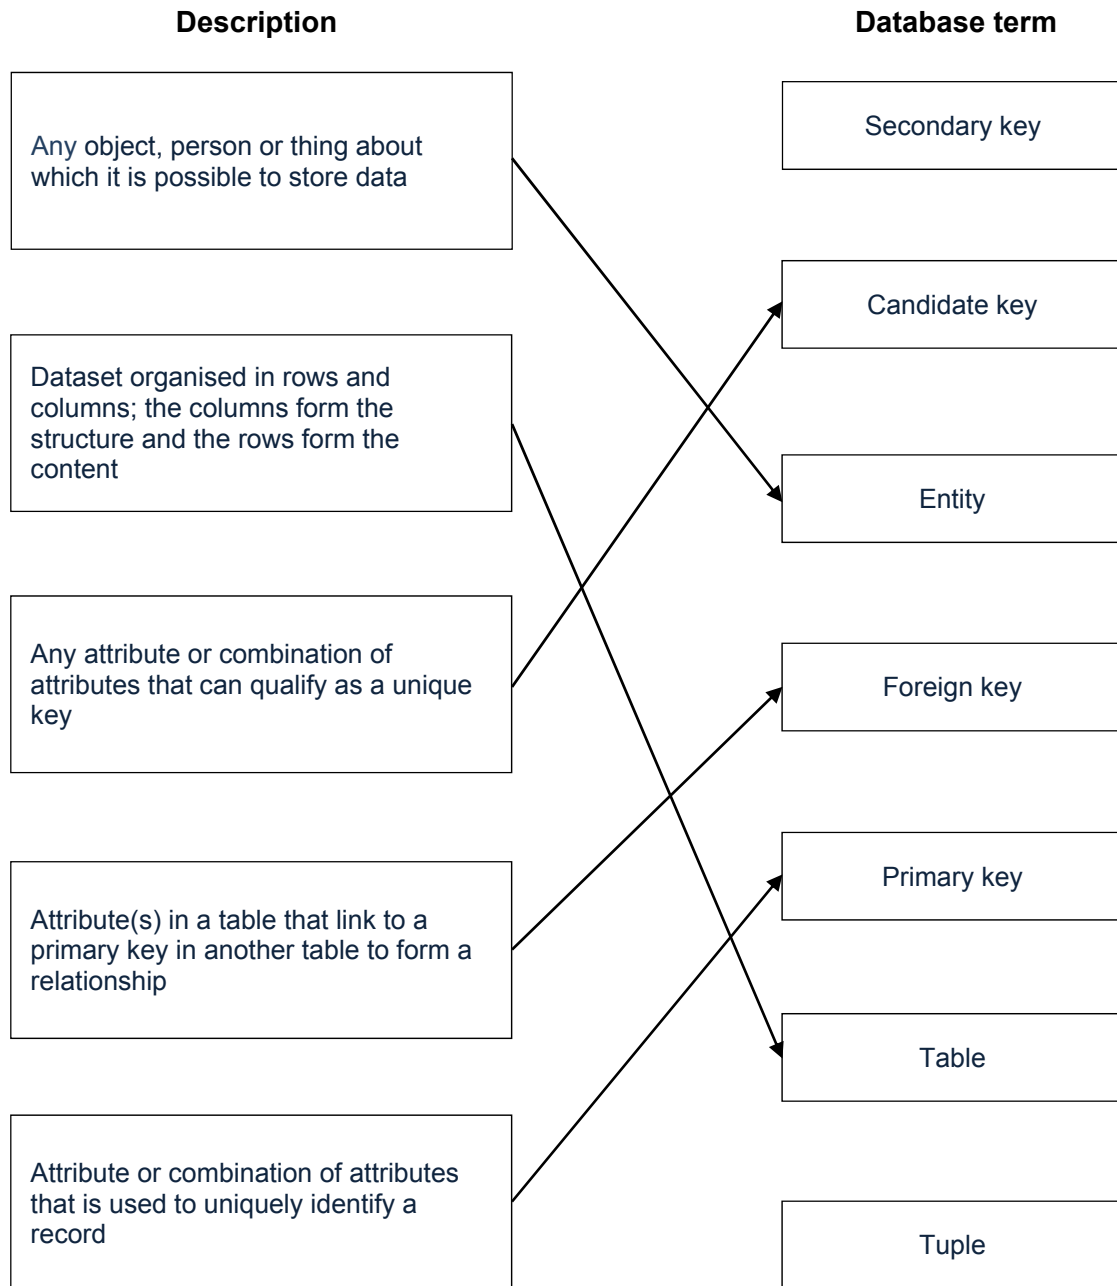 Description
Database term
Any object, person or thing about
which it is possible to store data
Dataset organised in rows and
columns; the columns form the
structure and the rows form the
content
Any attribute or combination of
attributes that can qualify as a unique
key
Attribute(s) in a table that link to a
primary key in another table to form a
relationship
Attribute or combination of attributes
that is used to uniquely identify a
record
Secondary key
Candidate key
Entity
Foreign key
Primary key
Table
Tuple